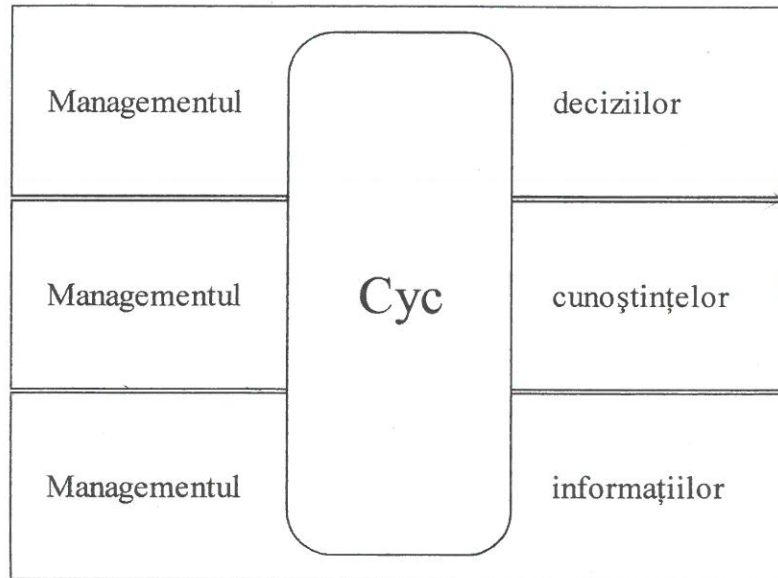 Managementul deciziilor
Managementul Cyc cunoştinţelor
Managementul informaţiilor